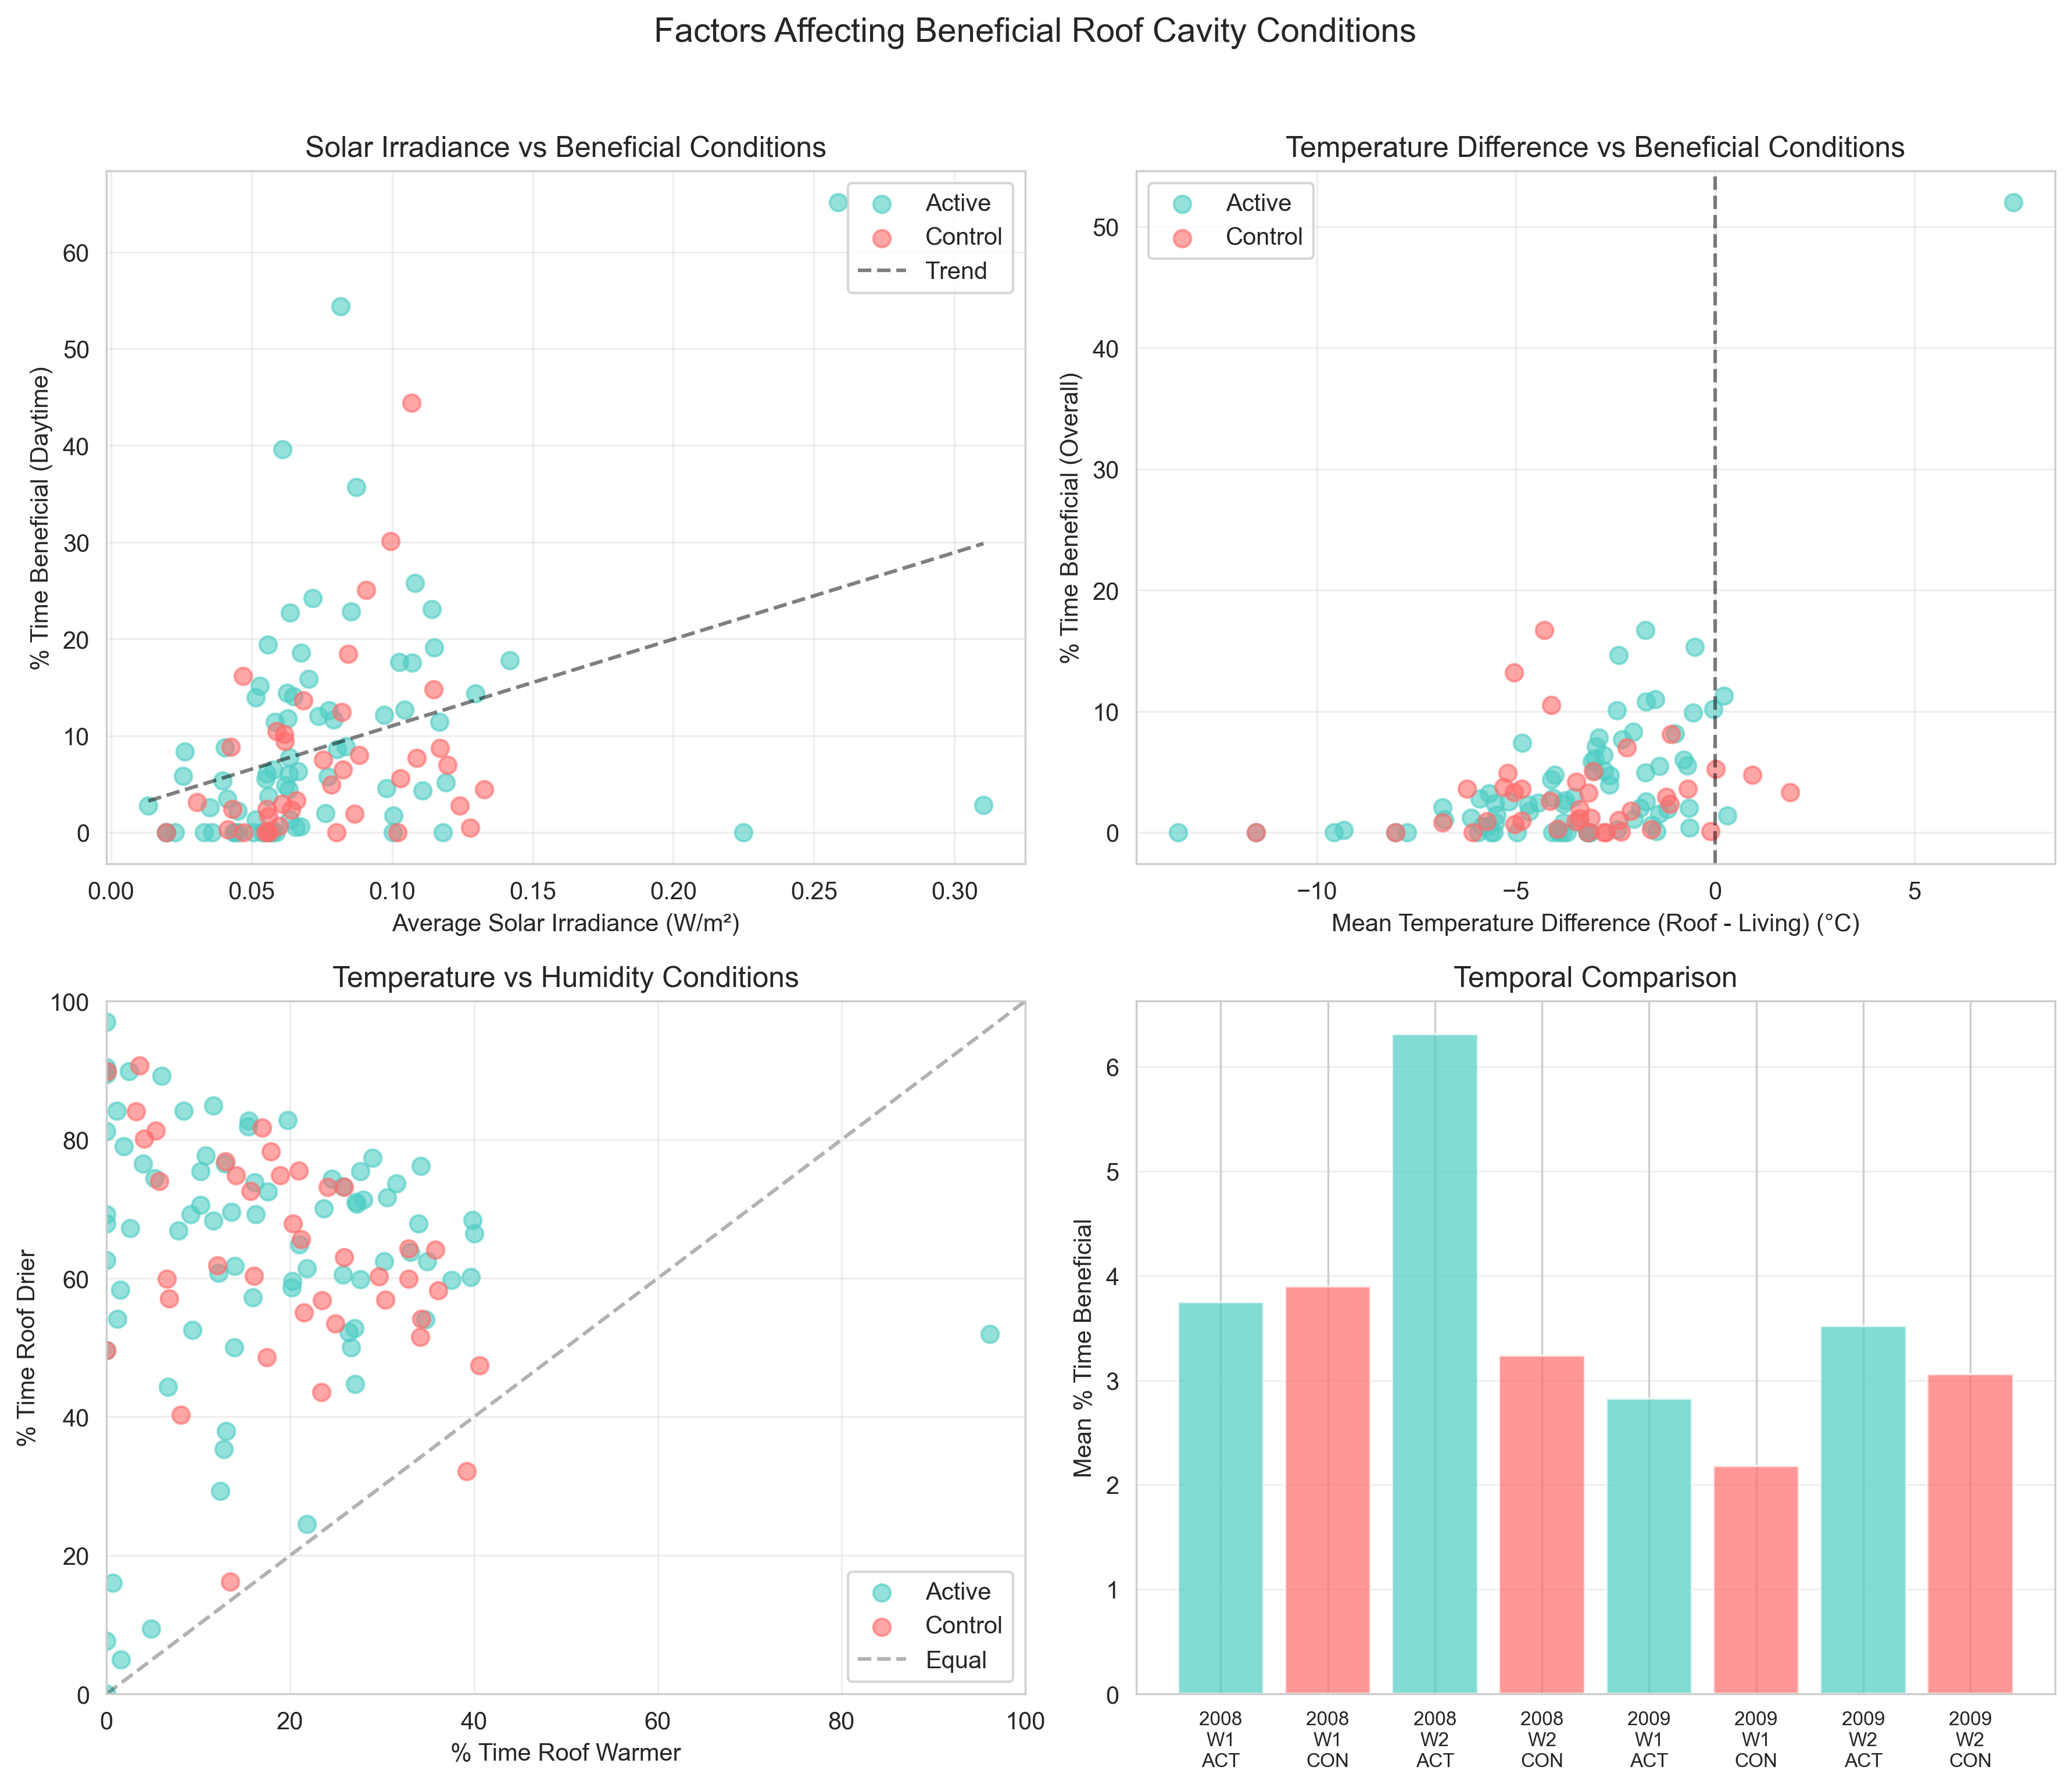 Factors Affecting Beneficial Roof Cavity Conditions
Solar Irradiance vs Beneficial Conditions
% Time Beneficial (Daytime)
60
50
40
30
20
10
0
Active
Control
Trend
0.00 0.05 0.10 0.15 0.20 0.25 0.30
Average Solar Irradiance (W/m²)
Temperature Difference vs Beneficial Conditions
% Time Beneficial (Overall)
50
40
30
20
10
0
Active
Control
−10 −5 0 5
Mean Temperature Difference (Roof - Living) (°C)
Temperature vs Humidity Conditions
% Time Roof Drier
100
80
60
40
20
0
Active
Control
Equal
0 20 40 60 80 100
% Time Roof Warmer
Temporal Comparison
Mean % Time Beneficial
6
5
4
3
2
1
0
2008 2008 2008 2008 2009 2009 2009 2009
W1 W1 W2 W2 W1 W1 W2 W2
ACT CON ACT CON ACT CON ACT CON